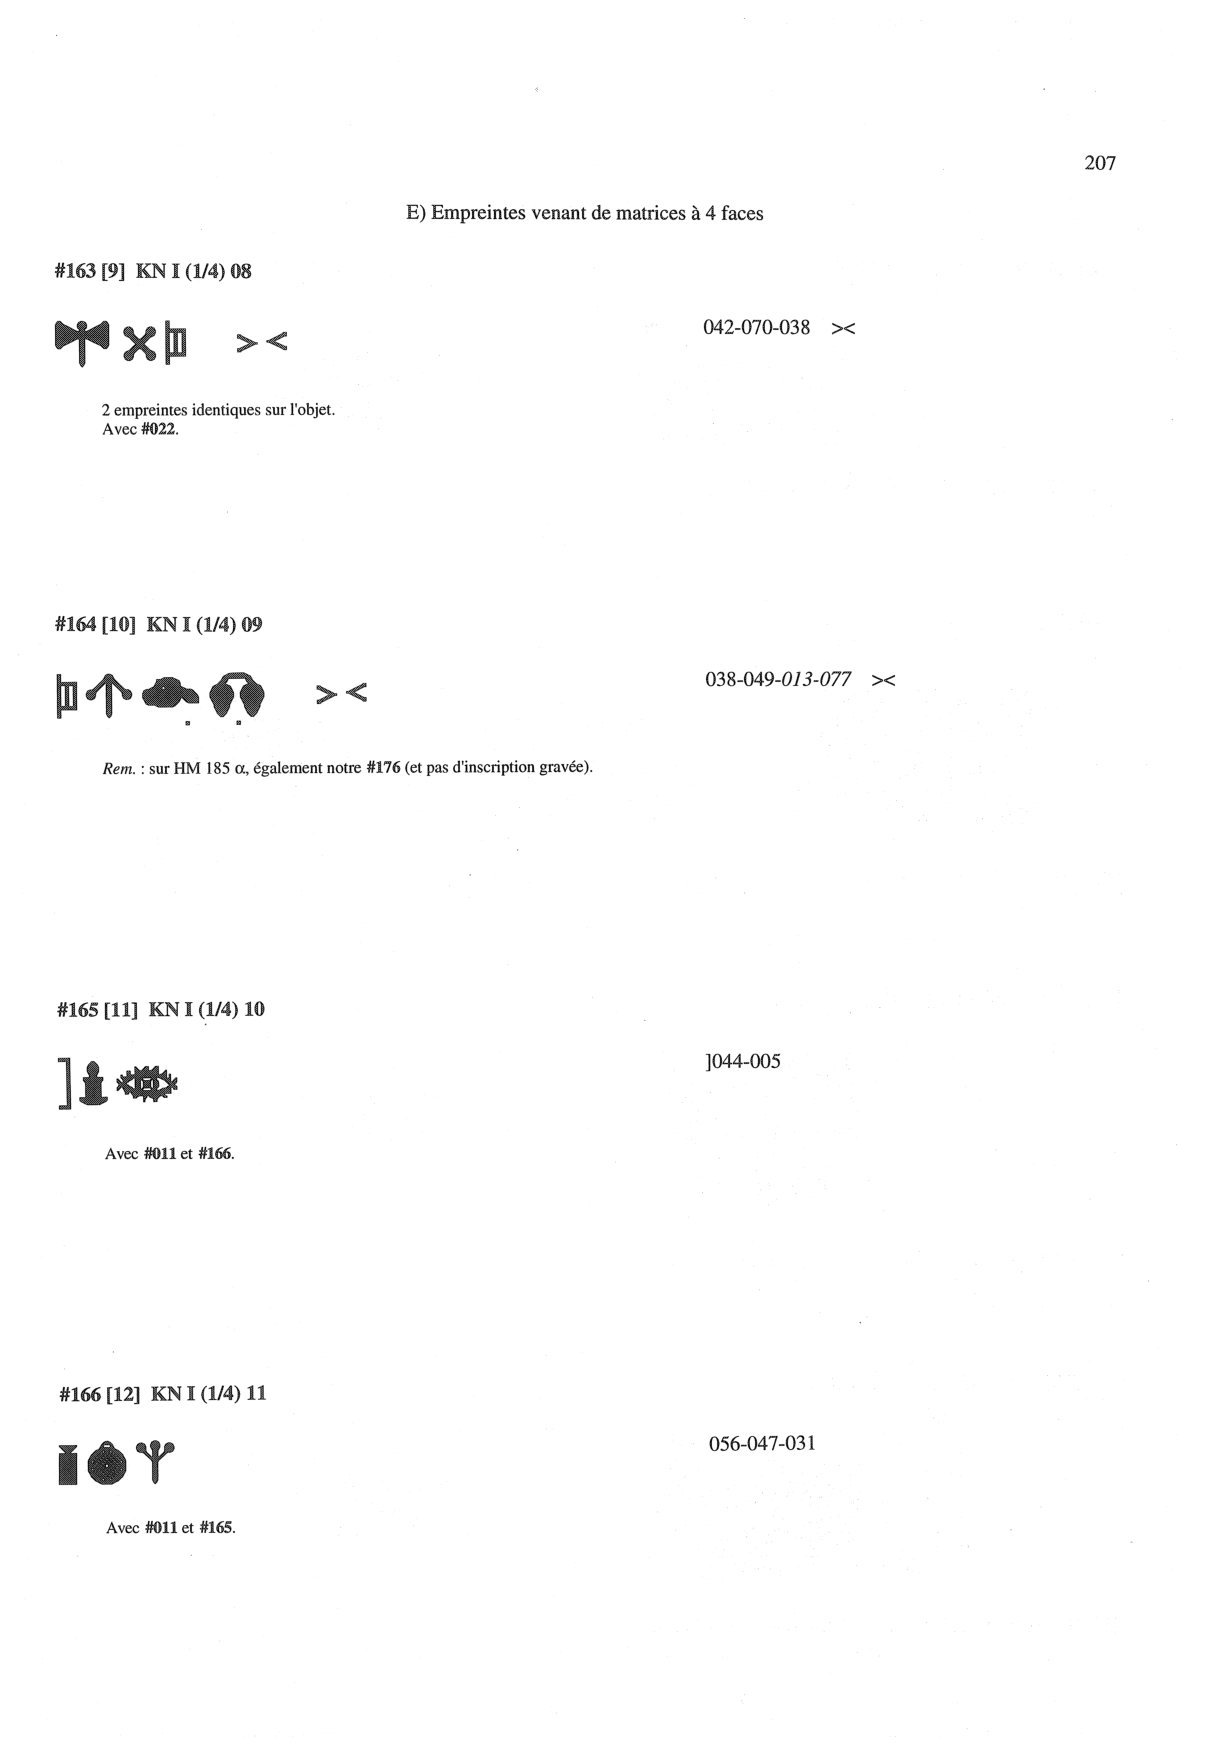 207
E) Empreintes venant de matrices à 4 faces
#163 [9] KN I (1/4) 08
> < 042-070-038 ><
2 empreintes identiques sur l'objet.
Avec #022.
#164 [10] KN I (1/4) 09
> < 038-049-013-077 ><
Rem. : sur HM 185 α, également notre #176 (et pas d'inscription gravée).
#165 [11] KN I (1/4) 10
] ]044-005
Avec #011 et #166.
#166 [12] KN I (1/4) 11
056-047-031
Avec #011 et #165.